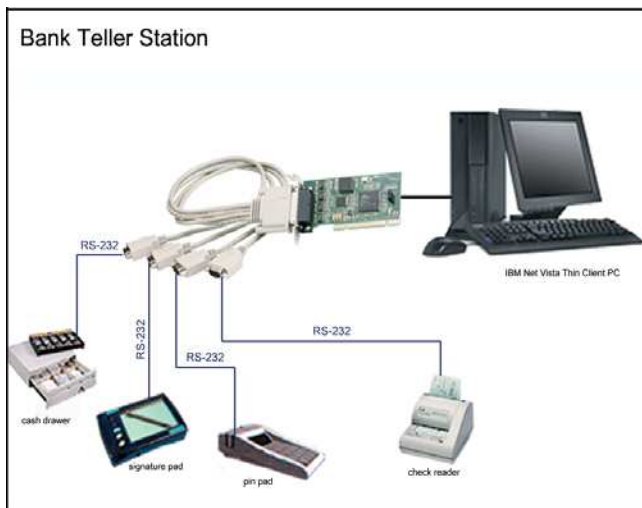 Bank Teller Station
RS-232
RS-232
RS-232
RS-232
IBM Net Vista Thin Client PC
cash drawer
signature pad
pin pad
check reader